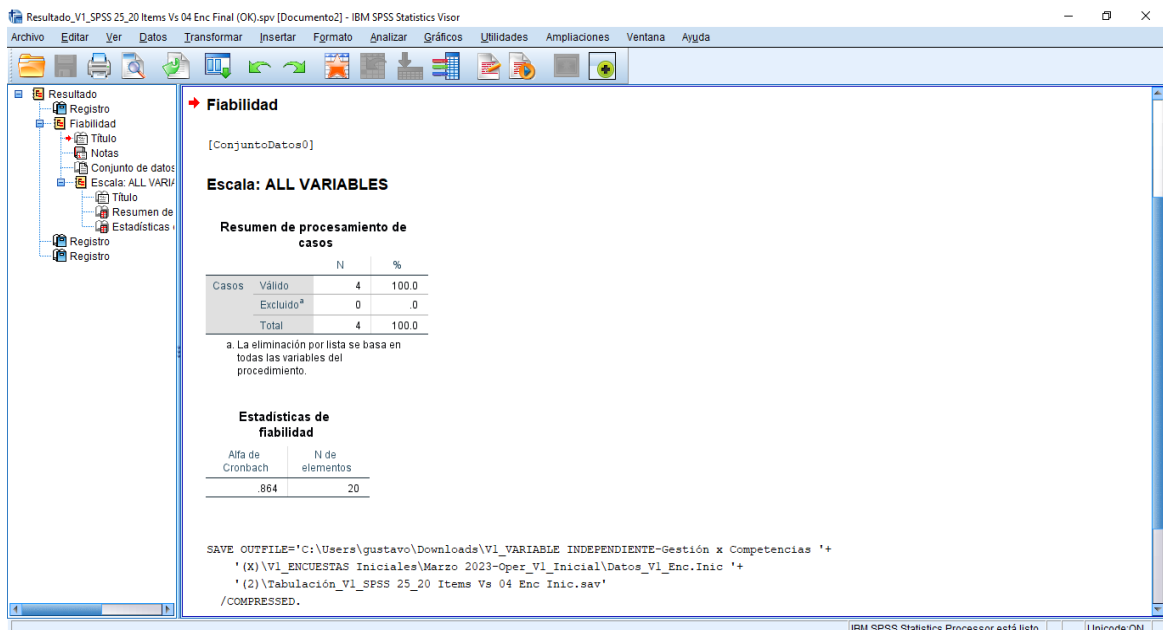 Resultado_V1_SPSS 25_20 Items Vs 04 Enc Final (OK).spv [Documento2] - IBM SPSS Statistics Visor
Archivo Editar Ver Datos Transformar Insertar Formato Analizar Gráficos Utilidades Ampliaciones Ventana Ayuda
Resultado
Registro
Fiabilidad
Título
Notas
Conjunto de datos
Escala: ALL VARIA
Título
Resumen de
Estadísticas
Registro
Registro
Fiabilidad
[ConjuntoDatos0]
Escala: ALL VARIABLES
Resumen de procesamiento de
casos
N %
Casos Válido 4 100.0
Excluidoª 0 .0
Total 4 100.0
a. La eliminación por lista se basa en
todas las variables del
procedimiento.
Estadísticas de
fiabilidad
Alfa de N de
Cronbach elementos
.864 20
SAVE OUTFILE='C:\Users\gustavo\Downloads\V1_VARIABLE INDEPENDIENTE-Gestión x Competencias '+
'(X)\V1_ENCUESTAS Iniciales\Marzo 2023-Oper_V1_Inicial\Datos_V1_Enc.Inic '+
'(2)\Tabulación_V1_SPSS 25_20 Items Vs 04 Enc Inic.sav'
/COMPRESSED.
IBM SPSS Statistics Processor está listo Unicode:ON